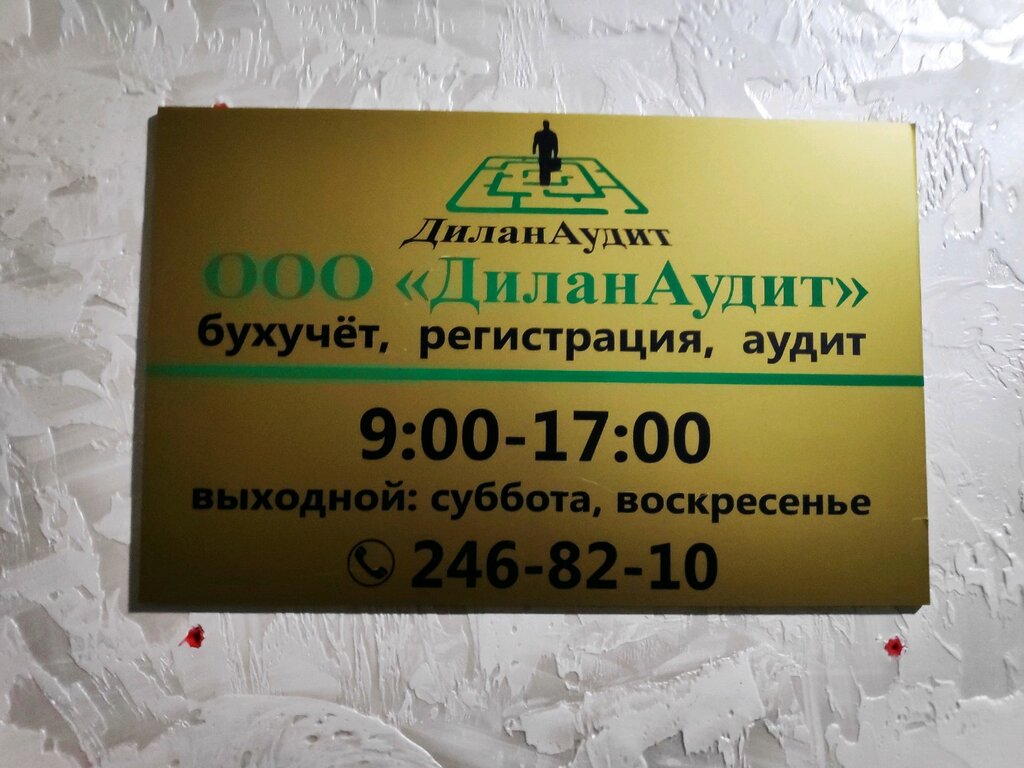 ДиланАудит
ООО «ДиланАудит»
бухучёт, регистрация, аудит
9:00-17:00
выходной: суббота, воскресенье
246-82-10